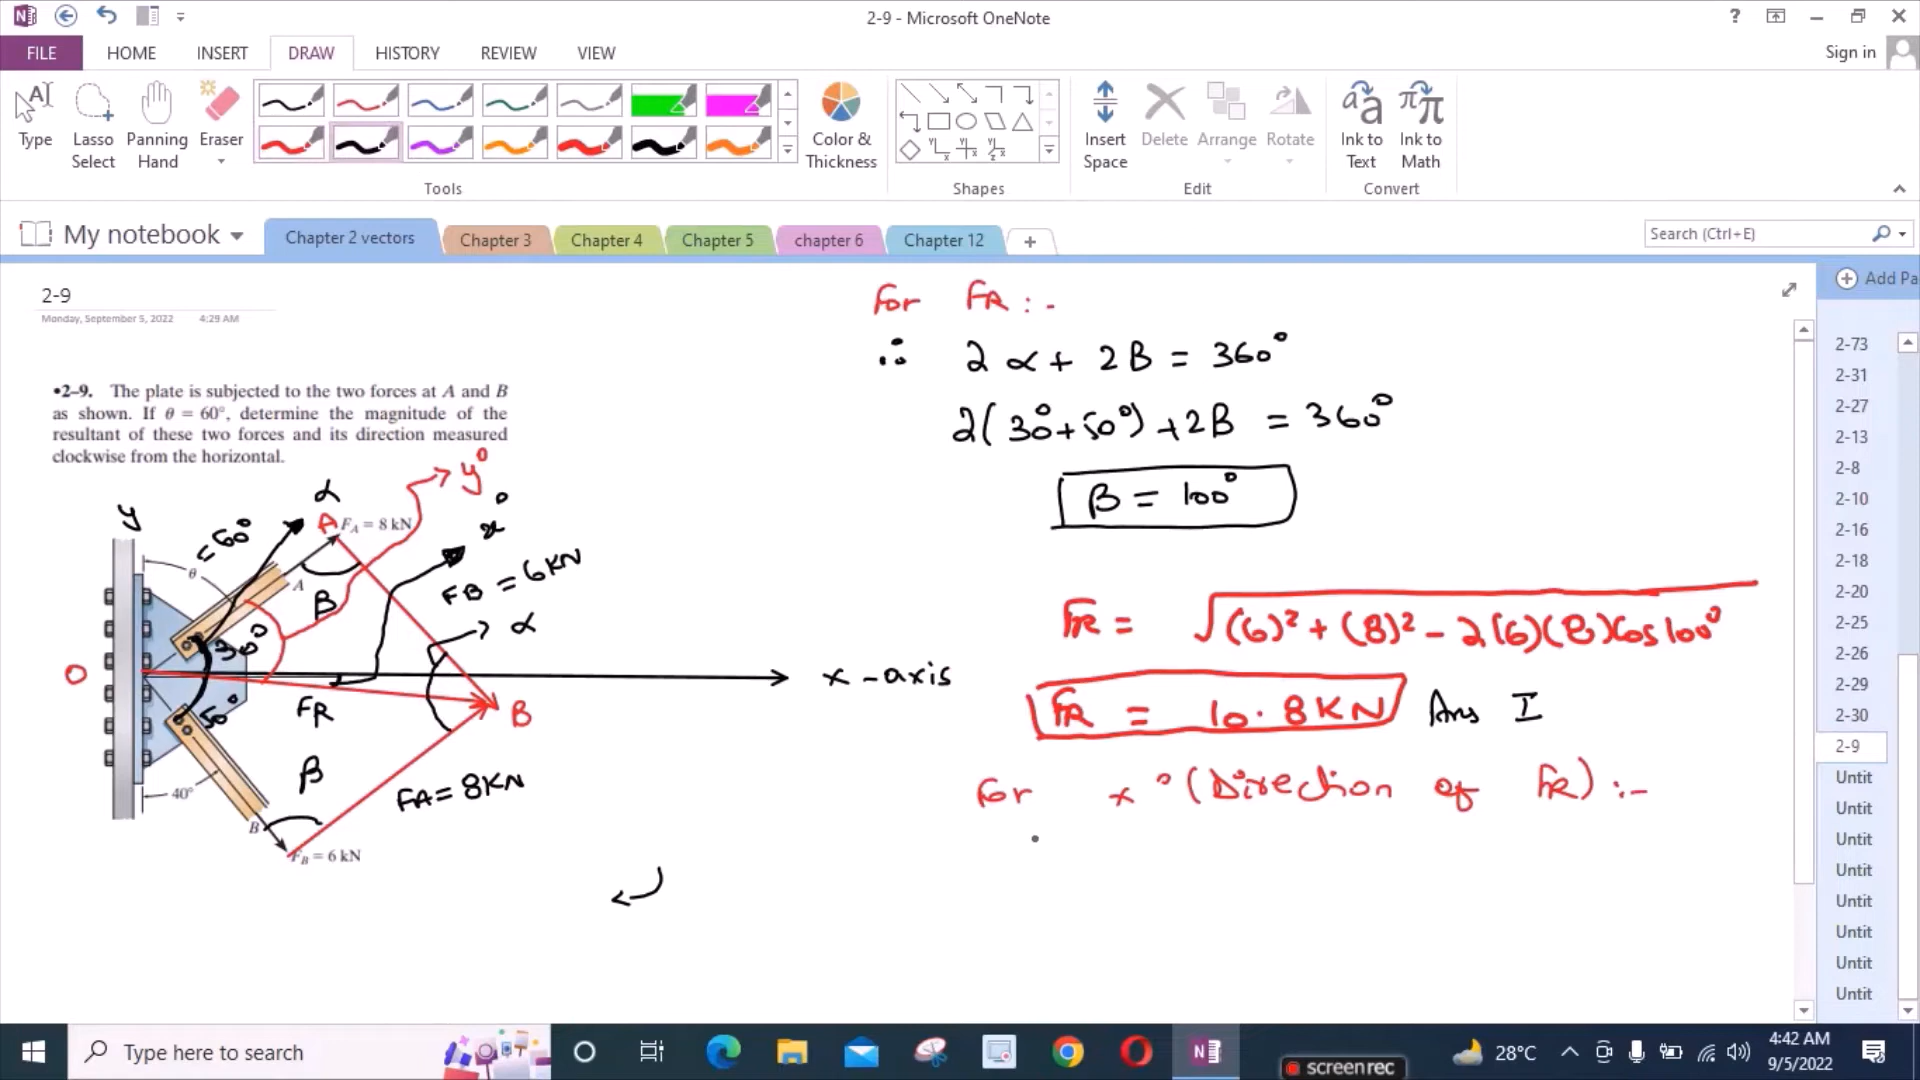 2-9 - Microsoft OneNote
?
FILE HOME INSERT DRAW HISTORY REVIEW VIEW
Sign in
Type
Lasso Select
Panning Hand
Eraser
Color & Thickness
Insert Space
Delete
Arrange
Rotate
Ink to Text
Ink to Math
Tools
Shapes
Edit
Convert
My notebook
Chapter 2 vectors
Chapter 3
Chapter 4
Chapter 5
chapter 6
Chapter 12
Search (Ctrl+E)
Add Pa
2-9
Monday, September 5, 2022 4:29 AM
•2–9. The plate is subjected to the two forces at A and B
as shown. If θ = 60°, determine the magnitude of the
resultant of these two forces and its direction measured
clockwise from the horizontal.
y°
α
x°
y
A
F_A = 8 kN
= 60°
θ
A
β
FB = 6KN
α
30°
O
x-axis
FR
B
50°
β
FA = 8KN
40°
B
F_B = 6 kN
For FR :-
∴ 2α + 2β = 360°
2(30°+50°) +2β = 360°
β = 100°
FR = √(6)² + (8)² - 2(6)(8)cos100°
FR = 10.8KN Ans I
For x° (Direction of FR) :-
2-73
2-31
2-27
2-13
2-8
2-10
2-16
2-18
2-20
2-25
2-26
2-29
2-30
2-9
Untit
Untit
Untit
Untit
Untit
Untit
Untit
Untit
Type here to search
screenrec
28°C
4:42 AM
9/5/2022